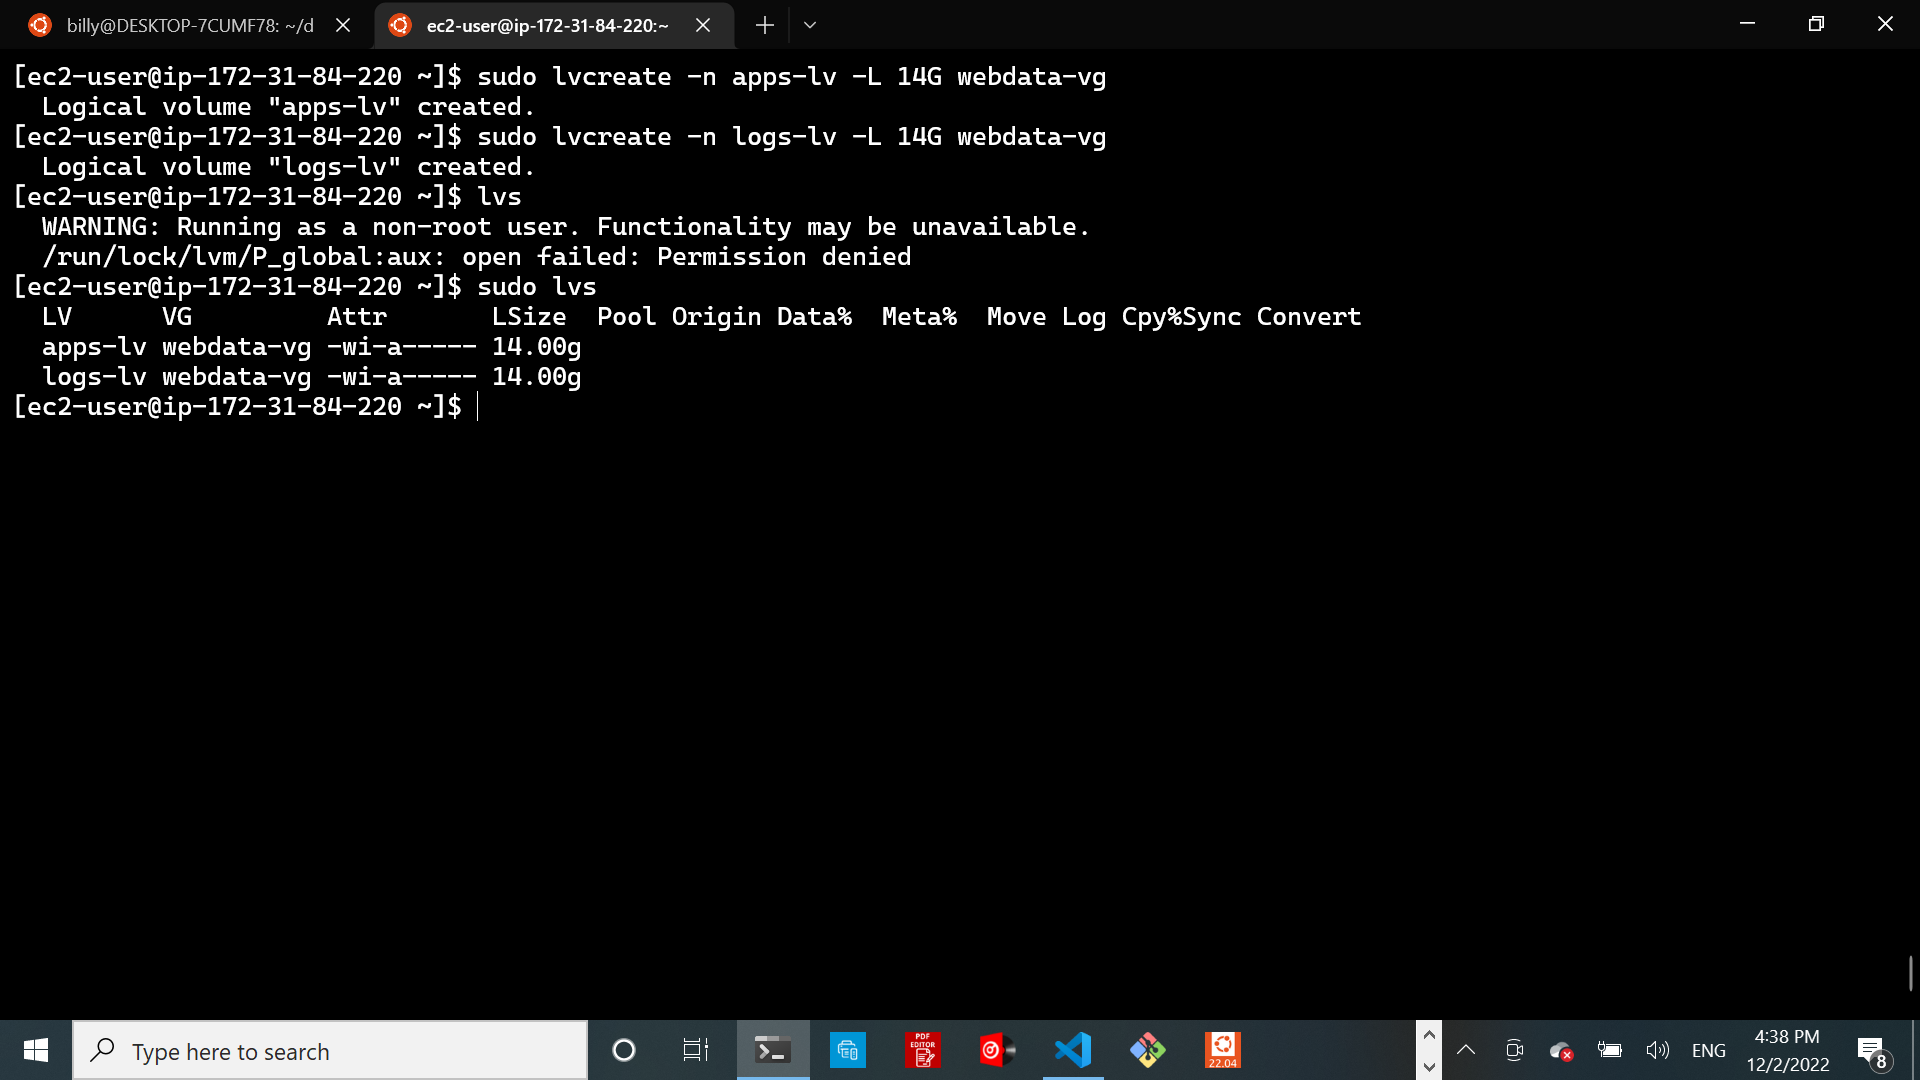 billy@DESKTOP-7CUMF78: ~/d
ec2-user@ip-172-31-84-220:~
[ec2-user@ip-172-31-84-220 ~]$ sudo lvcreate -n apps-lv -L 14G webdata-vg
  Logical volume "apps-lv" created.
[ec2-user@ip-172-31-84-220 ~]$ sudo lvcreate -n logs-lv -L 14G webdata-vg
  Logical volume "logs-lv" created.
[ec2-user@ip-172-31-84-220 ~]$ lvs
  WARNING: Running as a non-root user. Functionality may be unavailable.
  /run/lock/lvm/P_global:aux: open failed: Permission denied
[ec2-user@ip-172-31-84-220 ~]$ sudo lvs
  LV      VG         Attr       LSize  Pool Origin Data%  Meta%  Move Log Cpy%Sync Convert
  apps-lv webdata-vg -wi-a----- 14.00g
  logs-lv webdata-vg -wi-a----- 14.00g
[ec2-user@ip-172-31-84-220 ~]$
Type here to search
PDF
EDITOR
22.04
ENG
4:38 PM
12/2/2022
8